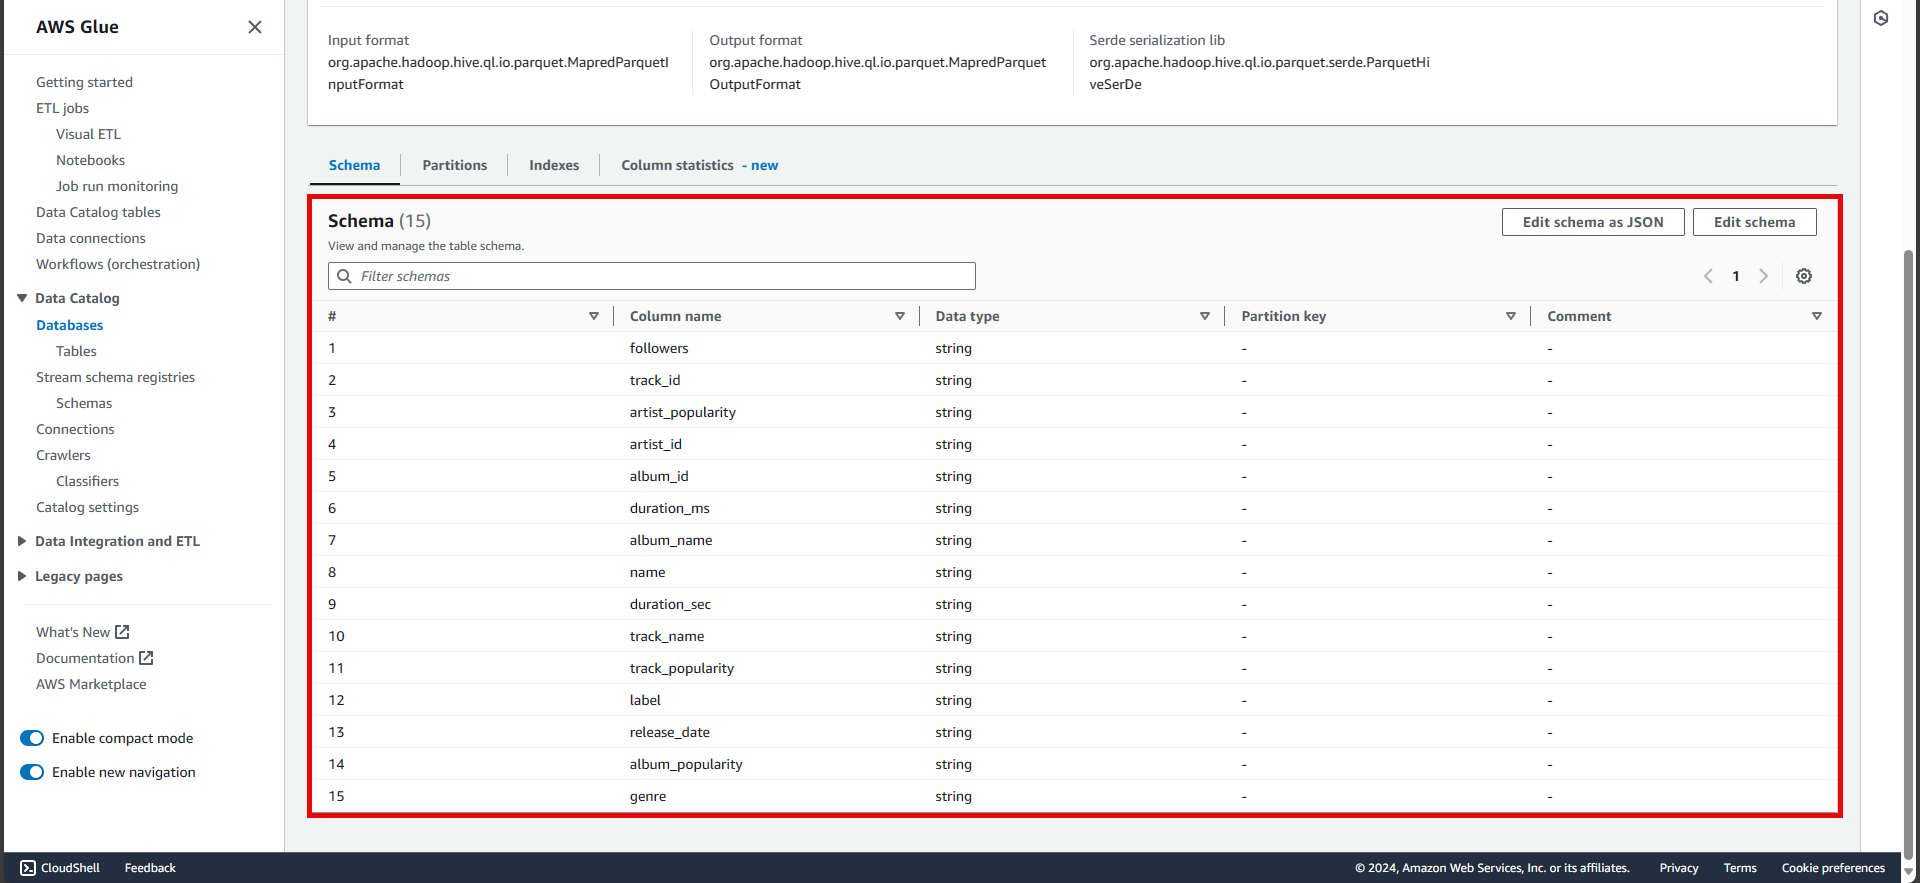 AWS Glue
Getting started
ETL jobs
Visual ETL
Notebooks
Job run monitoring
Data Catalog tables
Data connections
Workflows (orchestration)
Data Catalog
Databases
Tables
Stream schema registries
Schemas
Connections
Crawlers
Classifiers
Catalog settings
Data Integration and ETL
Legacy pages
What's New
Documentation
AWS Marketplace
Enable compact mode
Enable new navigation
Input format
org.apache.hadoop.hive.ql.io.parquet.MapredParquetI
nputFormat
Output format
org.apache.hadoop.hive.ql.io.parquet.MapredParquet
OutputFormat
Serde serialization lib
org.apache.hadoop.hive.ql.io.parquet.serde.ParquetHi
veSerDe
Schema Partitions Indexes Column statistics - new
Schema (15)
View and manage the table schema.
Edit schema as JSON Edit schema
Filter schemas
1
# Column name Data type Partition key Comment
1 followers string - -
2 track_id string - -
3 artist_popularity string - -
4 artist_id string - -
5 album_id string - -
6 duration_ms string - -
7 album_name string - -
8 name string - -
9 duration_sec string - -
10 track_name string - -
11 track_popularity string - -
12 label string - -
13 release_date string - -
14 album_popularity string - -
15 genre string - -
CloudShell Feedback © 2024, Amazon Web Services, Inc. or its affiliates. Privacy Terms Cookie preferences